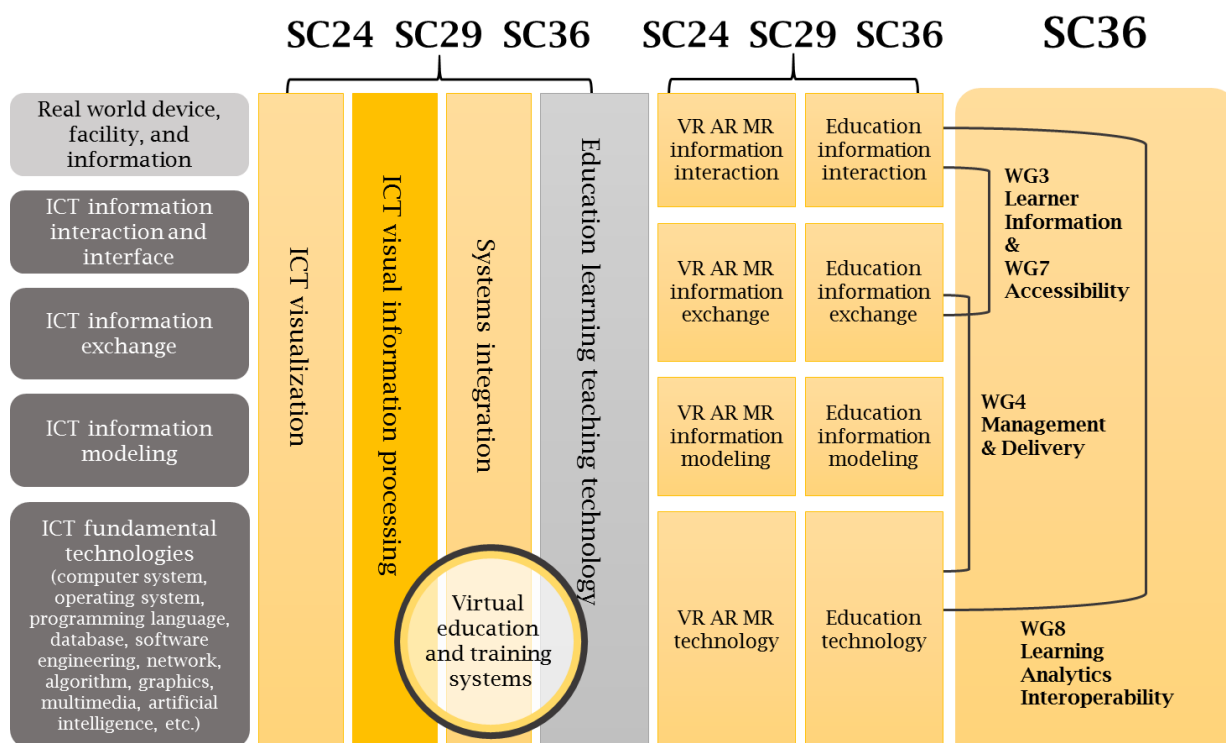 SC24 SC29 SC36
SC24 SC29 SC36
SC36
Real world device,
facility, and
information
ICT information
interaction and
interface
ICT information
exchange
ICT information
modeling
ICT fundamental
technologies
(computer system,
operating system,
programming language,
database, software
engineering, network,
algorithm, graphics,
multimedia, artificial
intelligence, etc.)
ICT visualization
ICT visual information processing
Systems integration
Education learning teaching technology
Virtual
education
and training
systems
VR AR MR
information
interaction
Education
information
interaction
VR AR MR
information
exchange
Education
information
exchange
VR AR MR
information
modeling
Education
information
modeling
VR AR MR
technology
Education
technology
WG3
Learner
Information
&
WG7
Accessibility
WG4
Management
& Delivery
WG8
Learning
Analytics
Interoperability